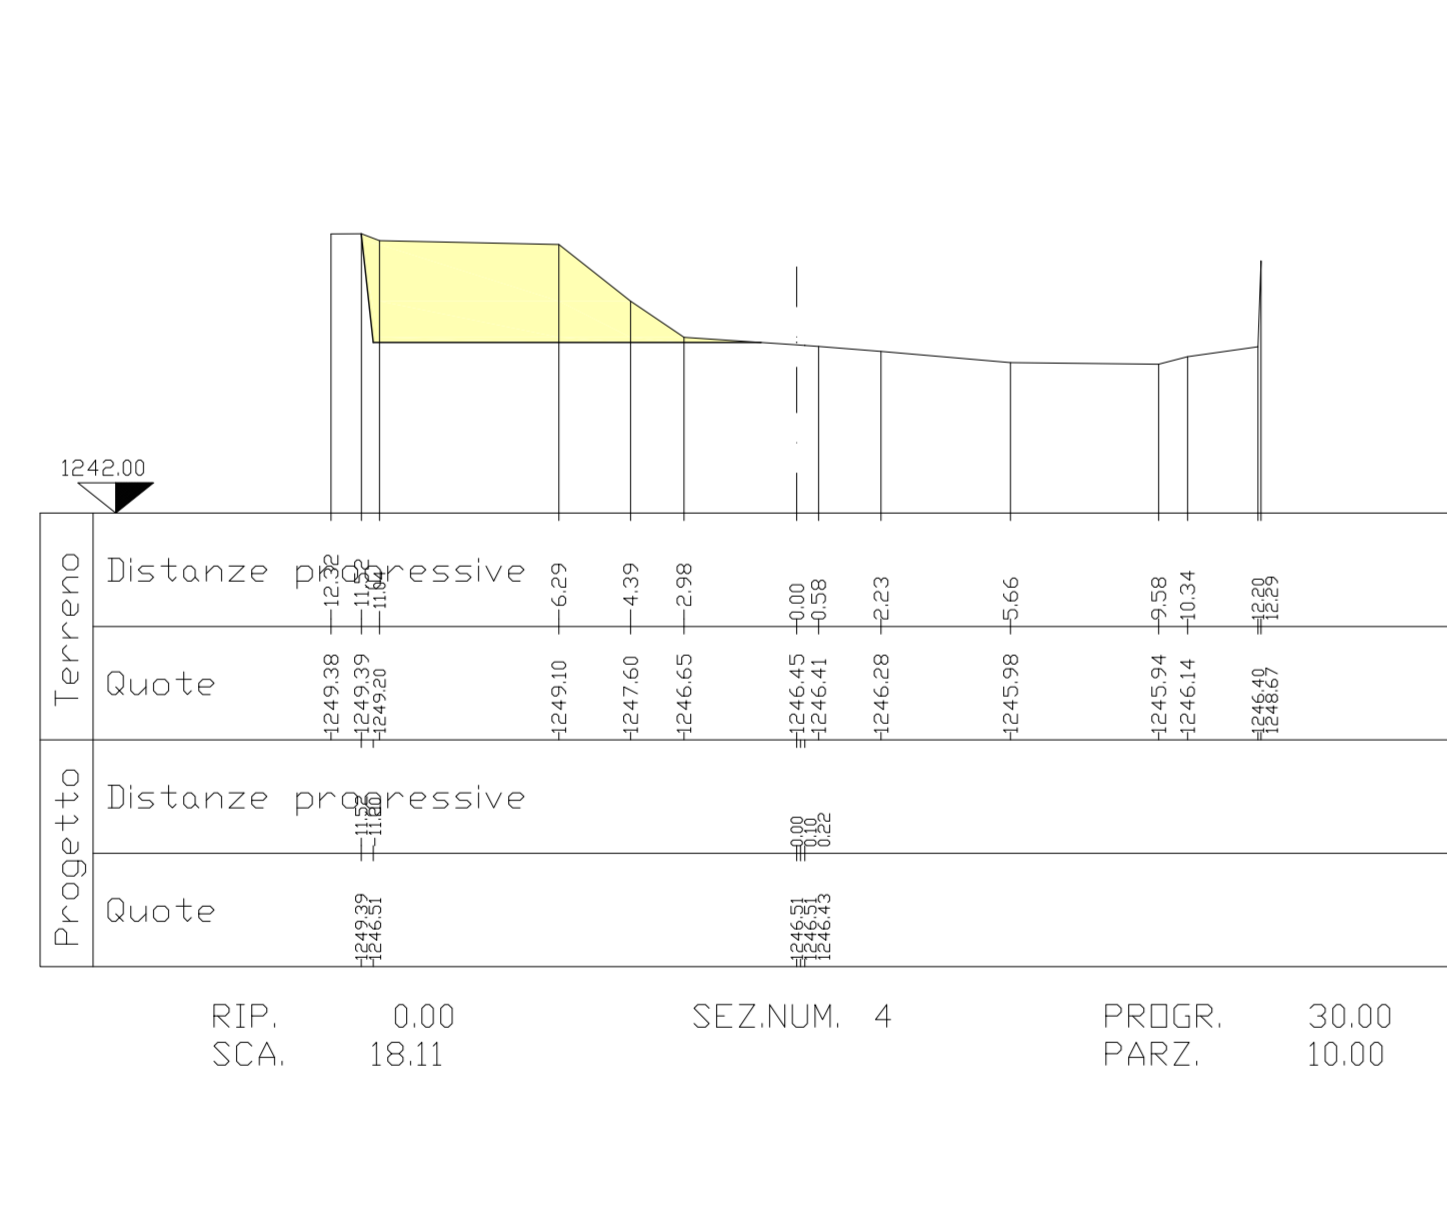 1242.00
Terreno
Distanze progressive
-12.32 -11.52 -11.04 -6.29 -4.39 -2.98 0.00 0.58 2.23 5.66 9.58 10.34 12.20 12.29
Quote
1249.38 1249.39 1249.20 1249.10 1247.60 1246.65 1246.45 1246.41 1246.28 1245.98 1245.94 1246.14 1246.40 1248.67
Progetto
Distanze progressive
-11.52 0.00 0.10 0.22
Quote
1249.39 1246.51 1246.51 1246.51 1246.43
RIP. 0.00 SEZ.NUM. 4 PROGR. 30.00
SCA. 18.11 PARZ. 10.00